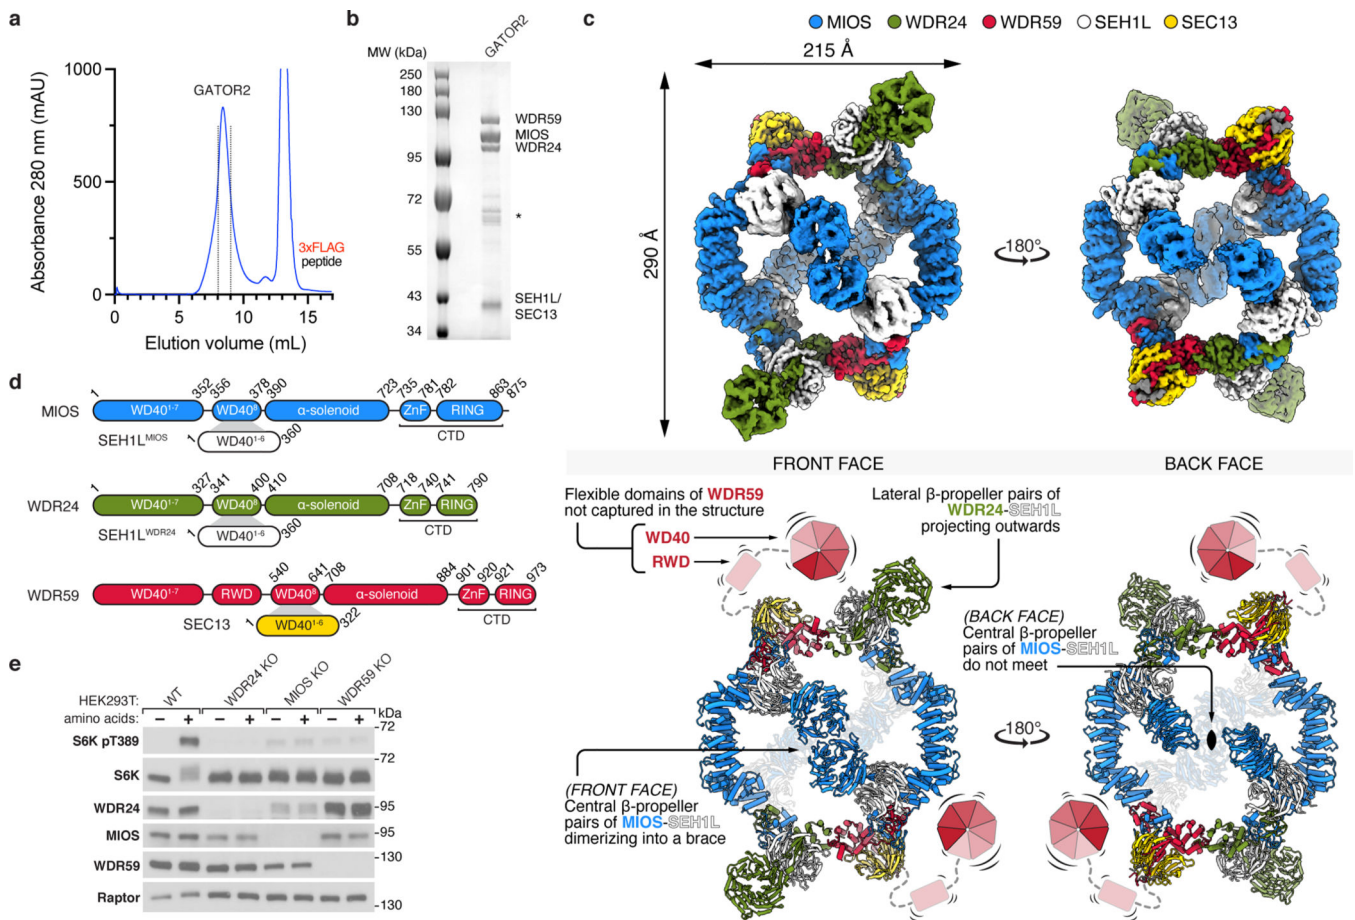 a
Absorbance 280 nm (mAU)
1000
500
0
GATOR2
3xFLAG
peptide
0
5
10
15
Elution volume (mL)
b
MW (kDa)
GATOR2
250
180
130
95
72
55
43
34
WDR59
MIOS
WDR24
*
SEH1L/
SEC13
c
MIOS
WDR24
WDR59
SEH1L
SEC13
215 Å
290 Å
180°
FRONT FACE
BACK FACE
Flexible domains of WDR59
not captured in the structure
WD40
RWD
Lateral β-propeller pairs of
WDR24-SEH1L
projecting outwards
(BACK FACE)
Central β-propeller
pairs of MIOS-SEH1L
do not meet
180°
(FRONT FACE)
Central β-propeller
pairs of MIOS-SEH1L
dimerizing into a brace
d
1
352
356
378
390
723
735
781
782
863
875
MIOS
WD40¹⁻⁷
WD40⁸
α-solenoid
ZnF
RING
CTD
SEH1L^MIOS
1
WD40¹⁻⁶
360
1
327
341
400
410
708
718
740
741
790
WDR24
WD40¹⁻⁷
WD40⁸
α-solenoid
ZnF
RING
CTD
SEH1L^WDR24
1
WD40¹⁻⁶
360
1
540
641
708
884
901
920
921
973
WDR59
WD40¹⁻⁷
RWD
WD40⁸
α-solenoid
ZnF
RING
CTD
SEC13
1
WD40¹⁻⁶
322
e
HEK293T:
WT
WDR24 KO
MIOS KO
WDR59 KO
amino acids:
− + − + − + − +
kDa
S6K pT389
-72
S6K
-72
WDR24
-95
MIOS
-95
WDR59
-130
Raptor
-130